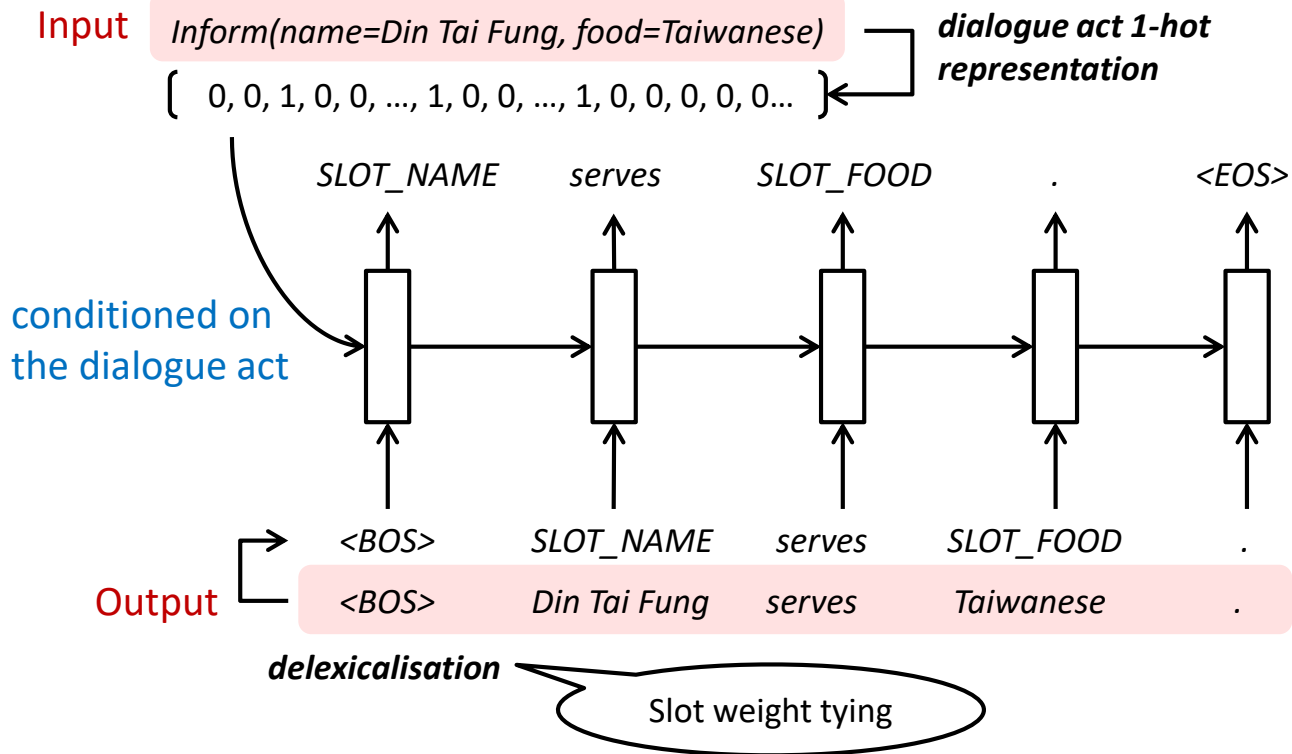 Input
Inform(name=Din Tai Fung, food=Taiwanese)
dialogue act 1-hot
representation
0, 0, 1, 0, 0, …, 1, 0, 0, …, 1, 0, 0, 0, 0, 0…
SLOT_NAME serves SLOT_FOOD . <EOS>
conditioned on
the dialogue act
<BOS> SLOT_NAME serves SLOT_FOOD .
Output
<BOS> Din Tai Fung serves Taiwanese .
delexicalisation
Slot weight tying